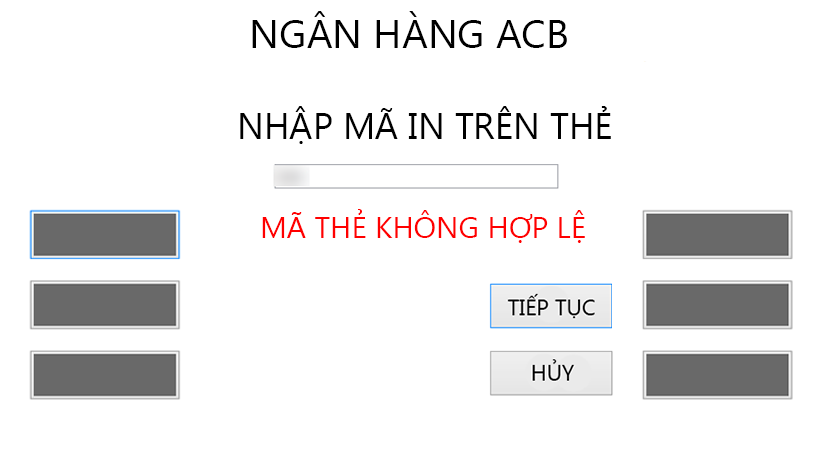 NGÂN HÀNG ACB
NHẬP MÃ IN TRÊN THẺ
MÃ THẺ KHÔNG HỢP LỆ
TIẾP TỤC
HỦY